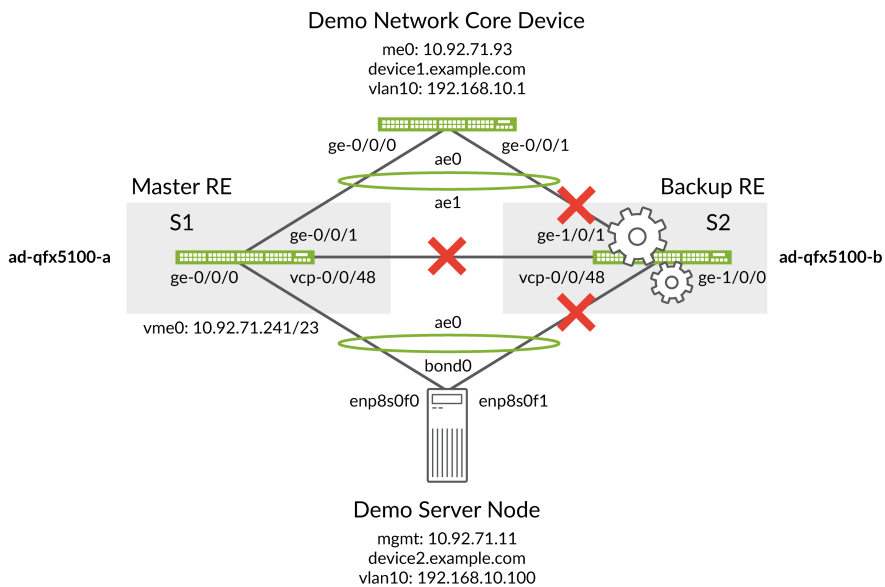 Demo Network Core Device
me0: 10.92.71.93
device1.example.com
vlan10: 192.168.10.1
ge-0/0/0
ge-0/0/1
ae0
ae1
Master RE
Backup RE
S1
S2
ge-0/0/1
ge-1/0/1
ad-qfx5100-a
ad-qfx5100-b
ge-0/0/0
vcp-0/0/48
vcp-0/0/48
ge-1/0/0
vme0: 10.92.71.241/23
ae0
bond0
enp8s0f0
enp8s0f1
Demo Server Node
mgmt: 10.92.71.11
device2.example.com
vlan10: 192.168.10.100